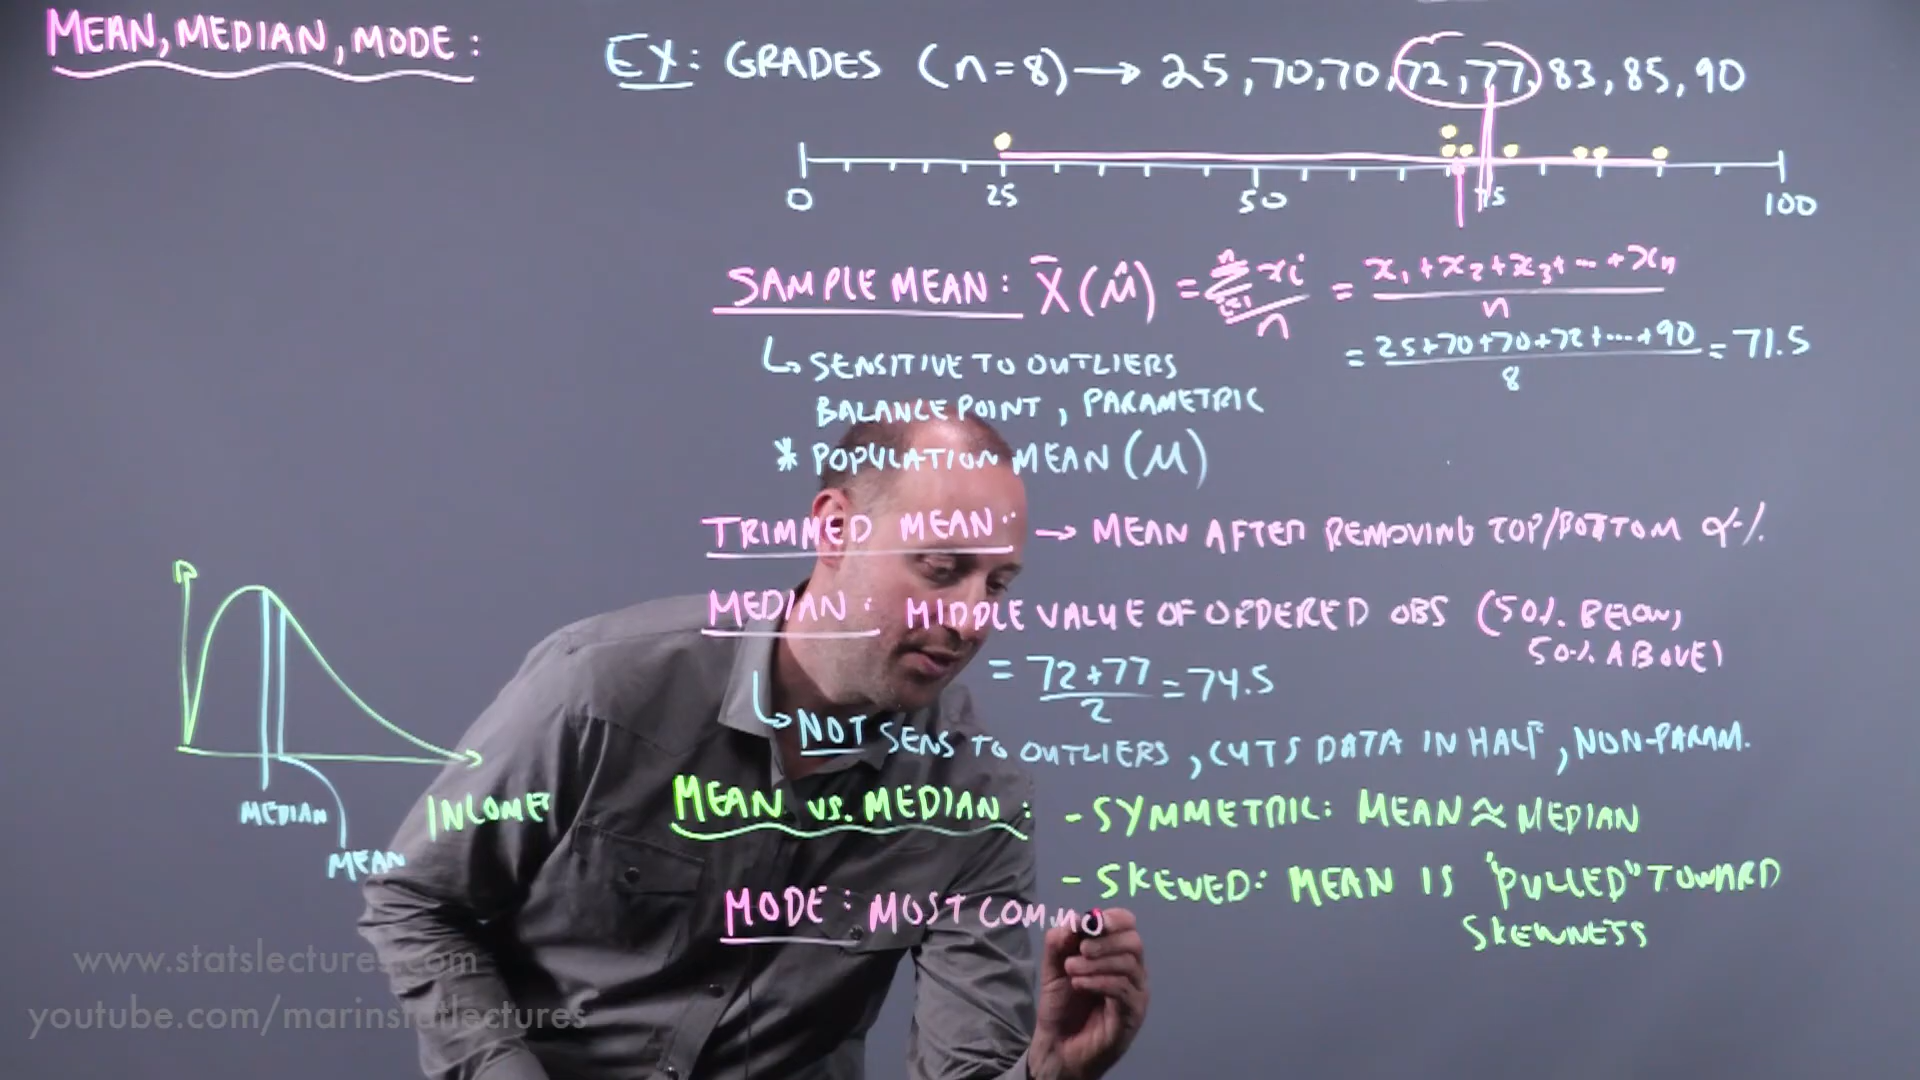 MEAN, MEDIAN, MODE:
EX: GRADES (n=8) → 25, 70, 70, 72, 77, 83, 85, 90
0 25 50 75 100
SAMPLE MEAN: X̄ (μ̂) = Σᵢ₌₁ⁿ xi / n = x₁+x₂+x₃+...+xn / n
↳ SENSITIVE TO OUTLIERS
= 25+70+70+72+...+90 / 8 = 71.5
BALANCE POINT, PARAMETRIC
* POPULATION MEAN (μ)
TRIMMED MEAN: → MEAN AFTER REMOVING TOP/BOTTOM α%
MEDIAN: MIDDLE VALUE OF ORDERED OBS (50% BELOW,
50% ABOVE)
= 72+77 / 2 = 74.5
↳ NOT SENS TO OUTLIERS, CUTS DATA IN HALF, NON-PARAM.
MEAN vs. MEDIAN: - SYMMETRIC: MEAN ≈ MEDIAN
- SKEWED: MEAN IS "PULLED" TOWARD
SKEWNESS
MODE: MOST COMMO
MEDIAN
MEAN
INCOME
www.statslectures.com
youtube.com/marinstatlectures